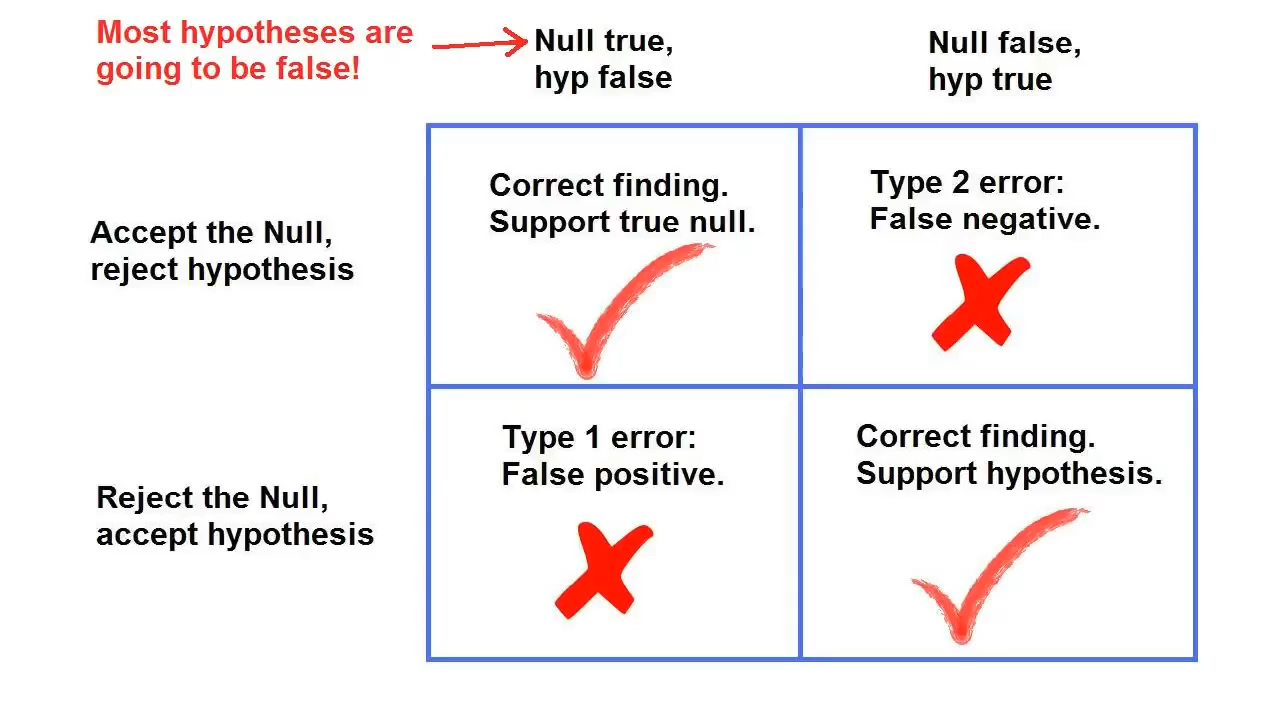 Most hypotheses are
going to be false!
Null true,
hyp false
Null false,
hyp true
Accept the Null,
reject hypothesis
Correct finding.
Support true null.
Type 2 error:
False negative.
Reject the Null,
accept hypothesis
Type 1 error:
False positive.
Correct finding.
Support hypothesis.